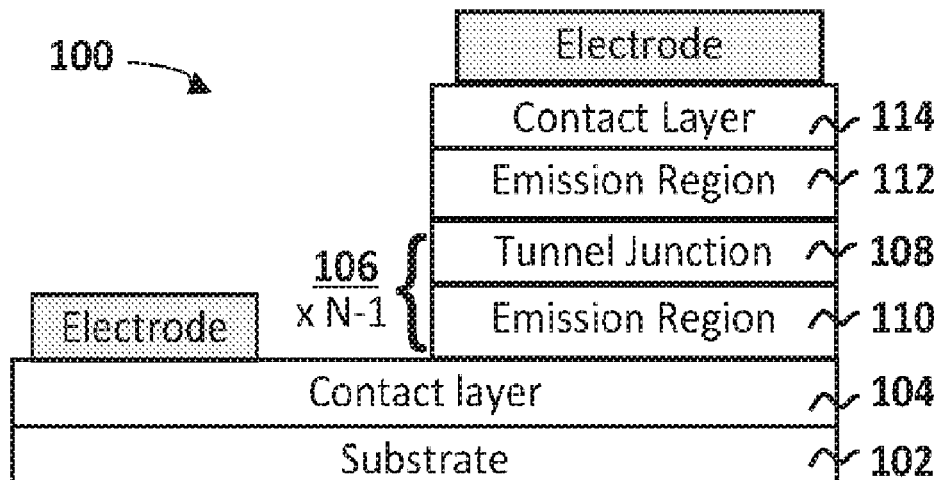 Electrode
100
Contact Layer 114
Emission Region 112
Tunnel Junction 108
106
x N-1
Emission Region 110
Electrode
Contact layer 104
Substrate 102